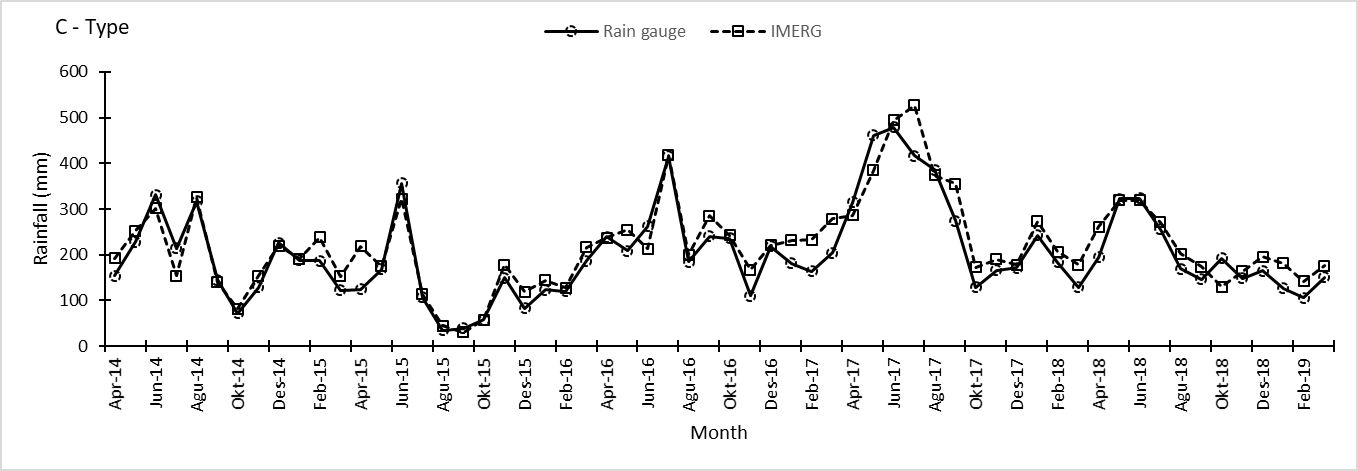 C - Type
Rain gauge IMERG
Rainfall (mm)
600
500
400
300
200
100
0
Apr-14 Jun-14 Agu-14 Okt-14 Des-14 Feb-15 Apr-15 Jun-15 Agu-15 Okt-15 Des-15 Feb-16 Apr-16 Jun-16 Agu-16 Okt-16 Des-16 Feb-17 Apr-17 Jun-17 Agu-17 Okt-17 Des-17 Feb-18 Apr-18 Jun-18 Agu-18 Okt-18 Des-18 Feb-19
Month